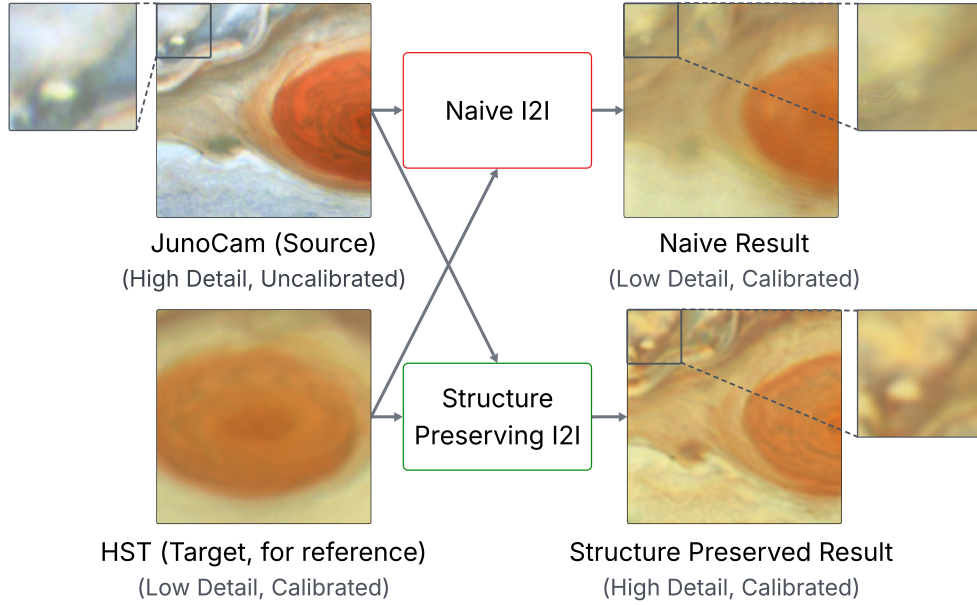 Naive I2I
JunoCam (Source)
(High Detail, Uncalibrated)
Naive Result
(Low Detail, Calibrated)
Structure
Preserving I2I
HST (Target, for reference)
(Low Detail, Calibrated)
Structure Preserved Result
(High Detail, Calibrated)